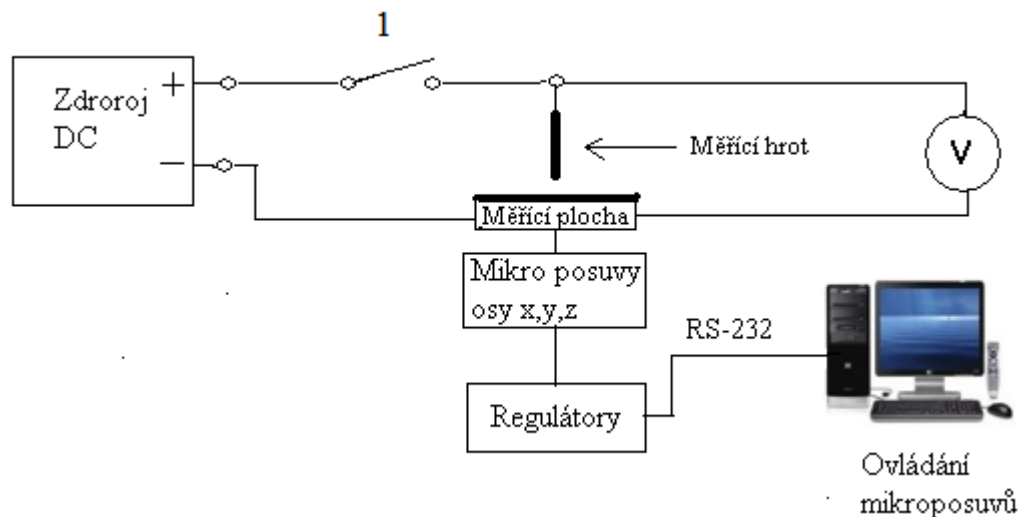 1
Zdroroj
DC
+
−
Měřící hrot
V
Měřící plocha
Mikro posuvy
osy x,y,z
RS-232
Regulátory
Ovládání
mikroposuvů